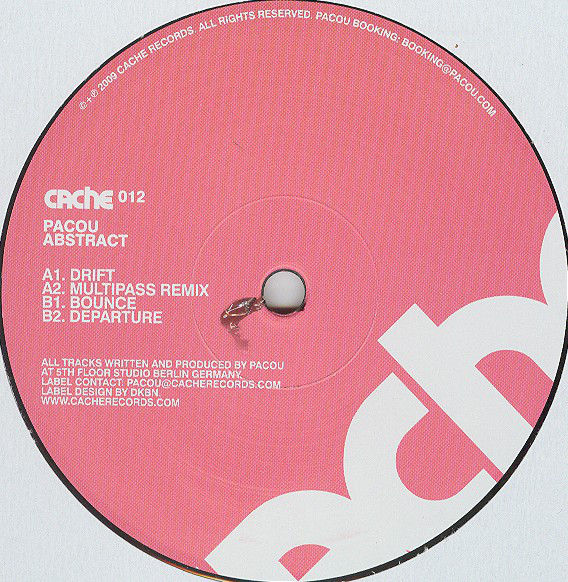 © + ℗ 2009 CACHE RECORDS. ALL RIGHTS RESERVED. PACOU BOOKING: BOOKING@PACOU.COM
CACHE 012
PACOU
ABSTRACT
A1. DRIFT
A2. MULTIPASS REMIX
B1. BOUNCE
B2. DEPARTURE
ALL TRACKS WRITTEN AND PRODUCED BY PACOU
AT 5TH FLOOR STUDIO BERLIN GERMANY.
LABEL CONTACT: PACOU@CACHERECORDS.COM
LABEL DESIGN BY DKBN.
WWW.CACHERECORDS.COM